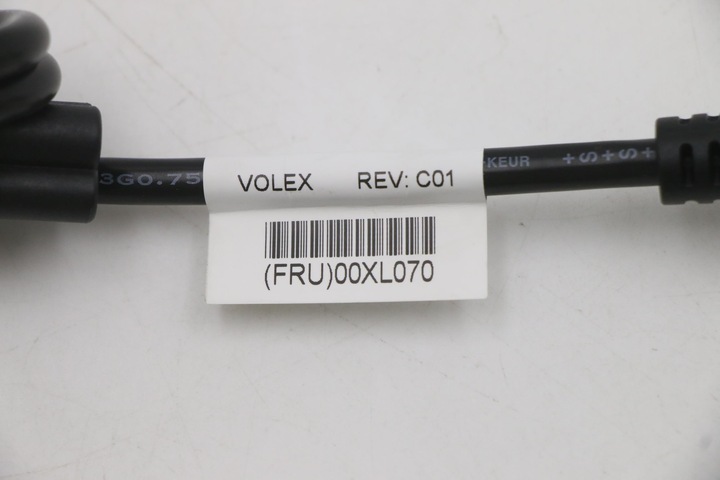 3G0.75
VOLEX REV: C01
-KEUR +S+S+
(FRU)00XL070